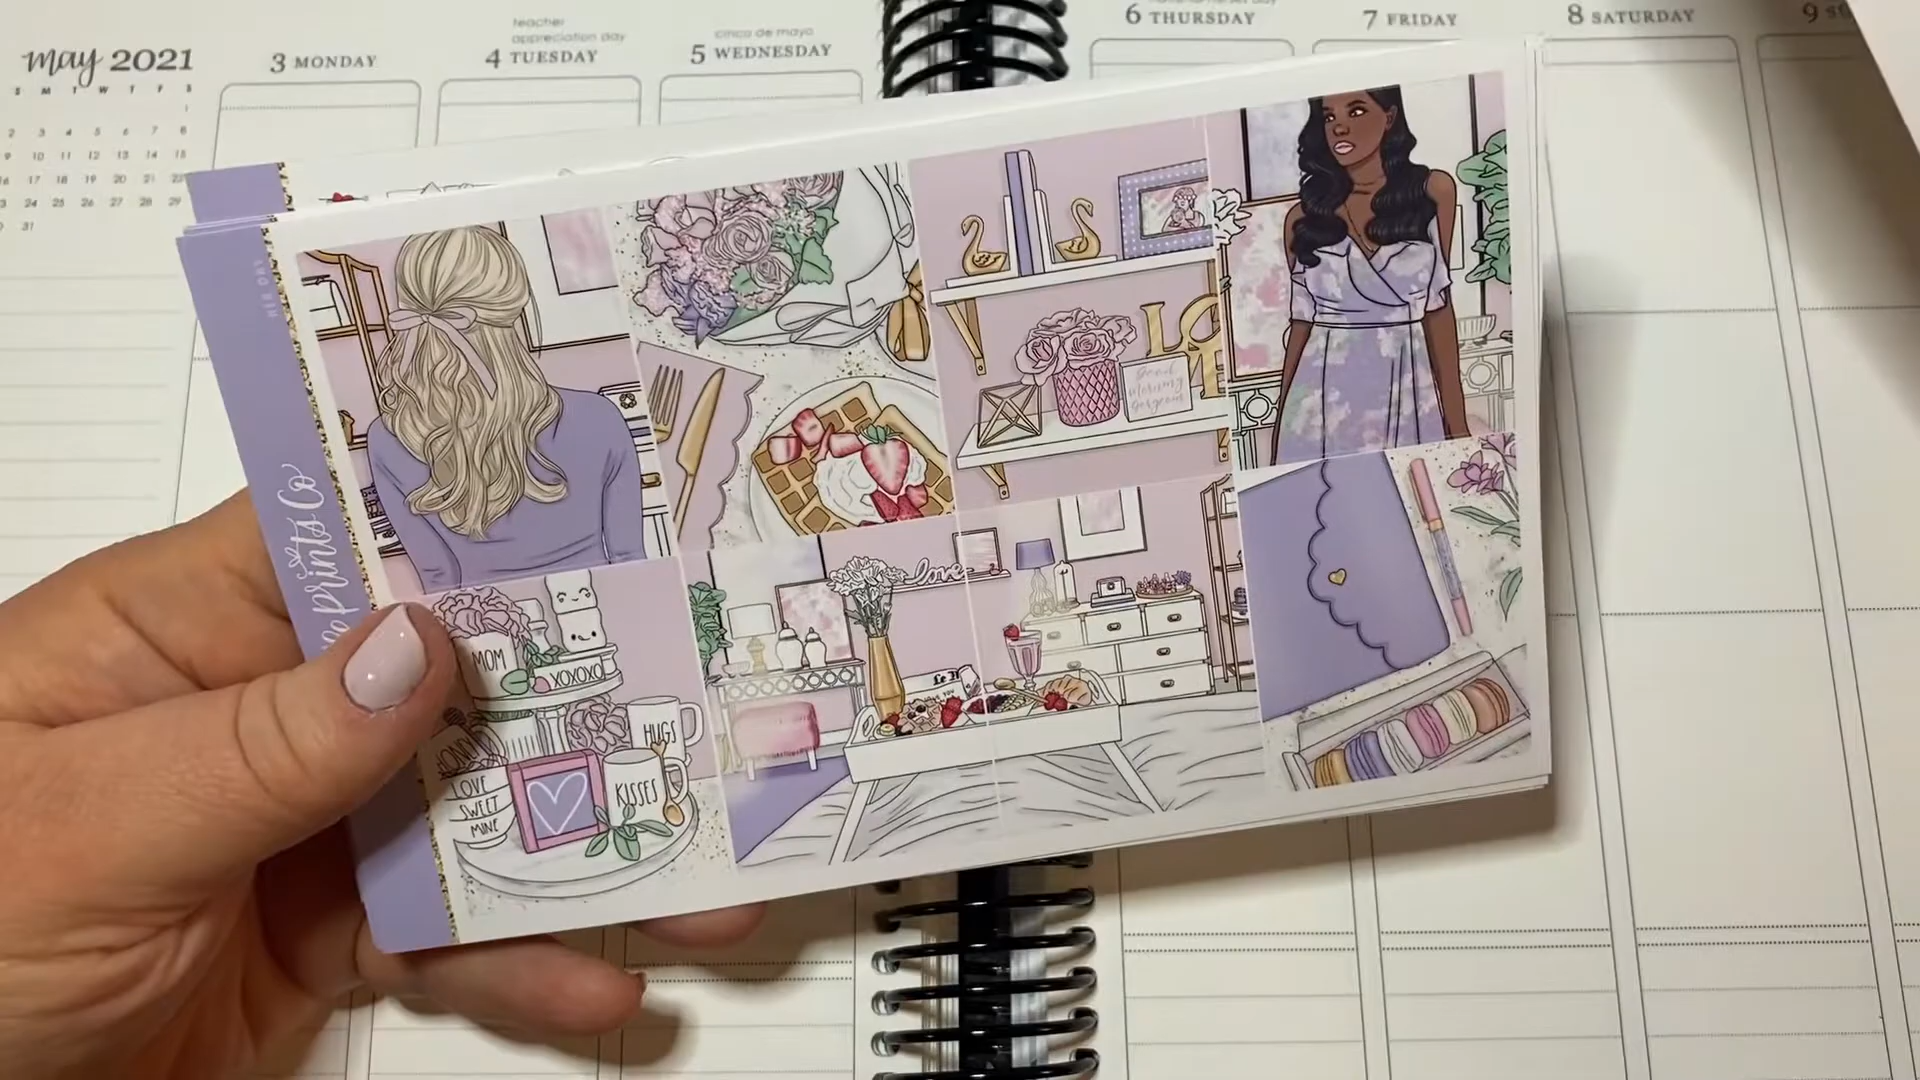 may 2021
S M T W T F S
1
2 3 4 5 6 7 8
9 10 11 12 13 14 15
16 17 18 19 20 21 22
23 24 25 26 27 28 29
30 31
3 MONDAY
teacher
appreciation day
4 TUESDAY
cinco de mayo
5 WEDNESDAY
6 THURSDAY
7 FRIDAY
8 SATURDAY
9
HER DAY
prints Co
Good
Morning
Gorgeous
MOM
XOXOXO
HUGS
KISSES
LOVE
SWEET
MINE
love